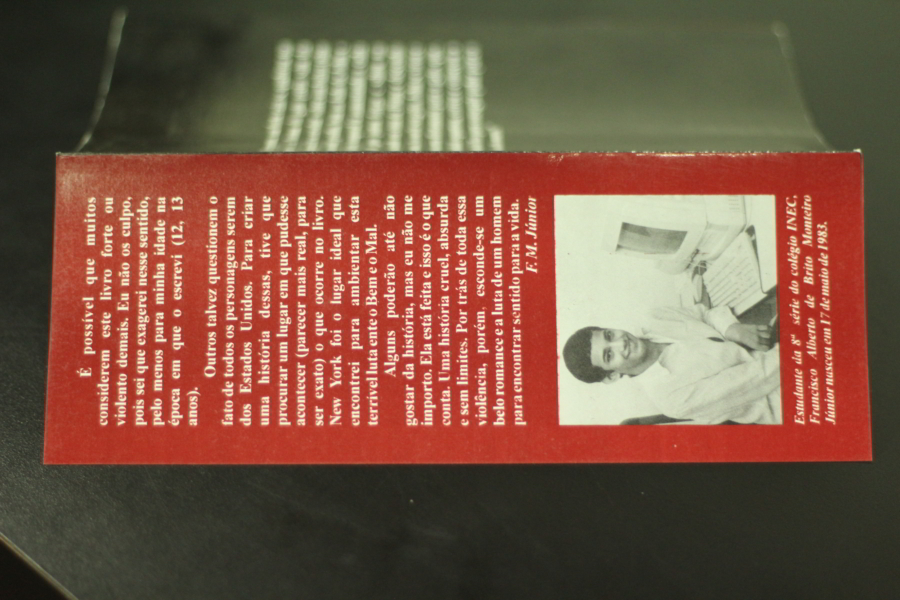 É possível que muitos
considerem este livro forte ou
violento demais. Eu não os culpo,
pois sei que exagerei nesse sentido,
pelo menos para minha idade na
época em que o escrevi (12, 13
anos).
Outros talvez questionem o
fato de todos os personagens serem
dos Estados Unidos. Para criar
uma história dessas, tive que
procurar um lugar em que pudesse
acontecer (parecer mais real, para
ser exato) o que ocorre no livro.
New York foi o lugar ideal que
encontrei para ambientar esta
terrível luta entre o Bem e o Mal.
Alguns poderão até não
gostar da história, mas eu não me
importo. Ela está feita e isso é o que
conta. Uma história cruel, absurda
e sem limites. Por trás de toda essa
violência, porém, esconde-se um
belo romance e a luta de um homem
para encontrar sentido para a vida.
F. M. Júnior
Estudante da 8ª série do colégio INEC,
Francisco Alberto de Brito Monteiro
Júnior nasceu em 17 de maio de 1983.